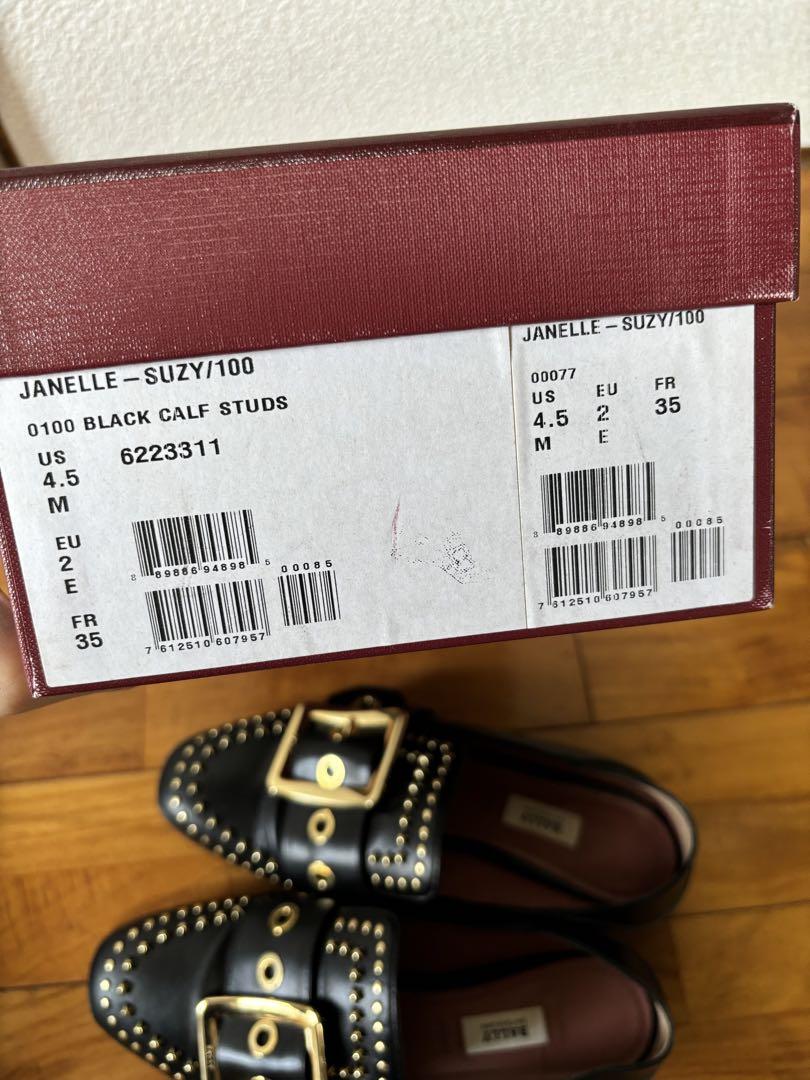 JANELLE – SUZY/100
0100 BLACK CALF STUDS
US
4.5
M
6223311
EU
2
E
FR
35
8 89886 94898 5
00085
7 612510 607957
JANELLE – SUZY/100
00077
US
4.5
M
EU
2
E
FR
35
8 89886 94898 5
00085
7 612510 607957
BALLY
BALLY